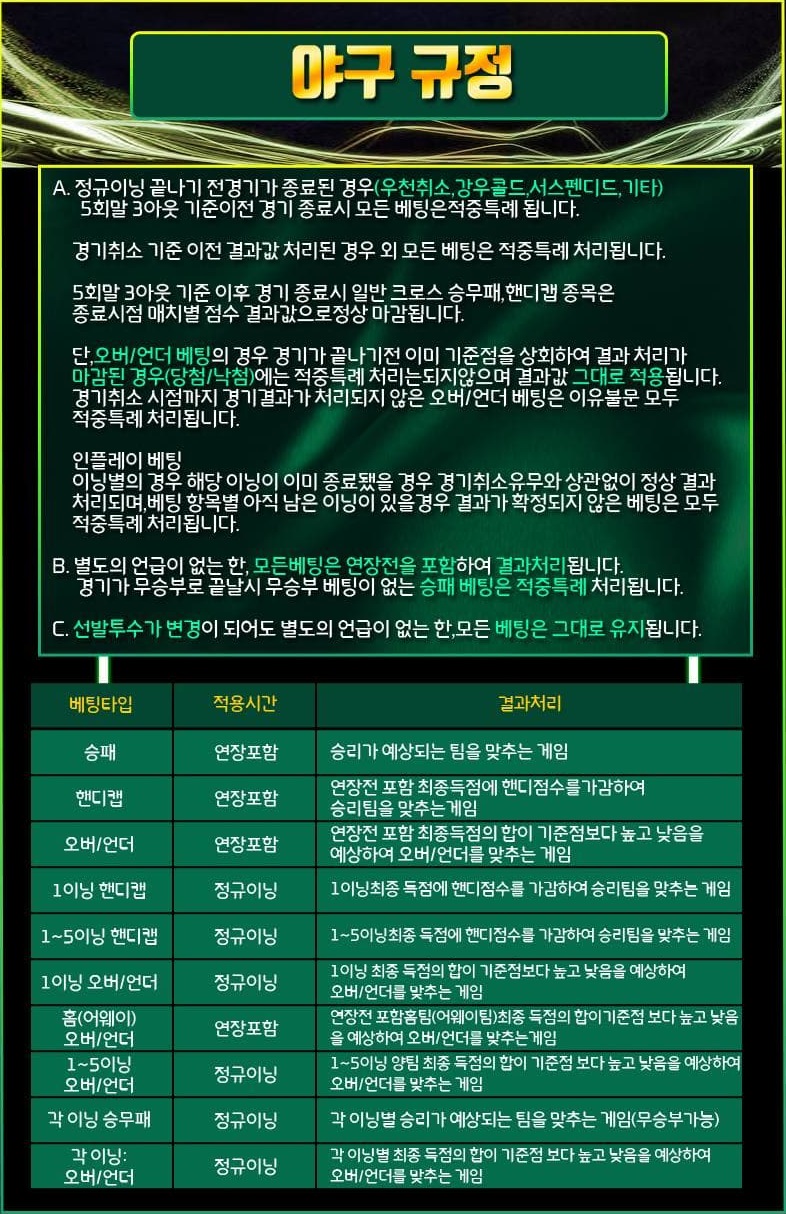 야구 규정
A. 정규이닝 끝나기 전경기가 종료된 경우(우천취소,강우콜드,서스펜디드,기타)
5회말 3아웃 기준이전 경기 종료시 모든 베팅은적중특례 됩니다.
경기취소 기준 이전 결과값 처리된 경우 외 모든 베팅은 적중특례 처리됩니다.
5회말 3아웃 기준 이후 경기 종료시 일반 크로스 승무패,핸디캡 종목은
종료시점 매치별 점수 결과값으로정상 마감됩니다.
단,오버/언더 베팅의 경우 경기가 끝나기전 이미 기준점을 상회하여 결과 처리가
마감된 경우(당첨/낙첨)에는 적중특례 처리는되지않으며 결과값 그대로 적용됩니다.
경기취소 시점까지 경기결과가 처리되지 않은 오버/언더 베팅은 이유불문 모두
적중특례 처리됩니다.
인플레이 베팅
이닝별의 경우 해당 이닝이 이미 종료됐을 경우 경기취소유무와 상관없이 정상 결과
처리되며,베팅 항목별 아직 남은 이닝이 있을경우 결과가 확정되지 않은 베팅은 모두
적중특례 처리됩니다.
B. 별도의 언급이 없는 한, 모든베팅은 연장전을 포함하여 결과처리됩니다.
경기가 무승부로 끝날시 무승부 베팅이 없는 승패 베팅은 적중특례 처리됩니다.
C. 선발투수가 변경이 되어도 별도의 언급이 없는 한,모든 베팅은 그대로 유지됩니다.
베팅타입 적용시간 결과처리
승패 연장포함 승리가 예상되는 팀을 맞추는 게임
핸디캡 연장포함 연장전 포함 최종득점에 핸디점수를가감하여
승리팀을 맞추는게임
오버/언더 연장포함 연장전 포함 최종득점의 합이 기준점보다 높고 낮음을
예상하여 오버/언더를 맞추는 게임
1이닝 핸디캡 정규이닝 1이닝최종 득점에 핸디점수를 가감하여 승리팀을 맞추는 게임
1~5이닝 핸디캡 정규이닝 1~5이닝최종 득점에 핸디점수를 가감하여 승리팀을 맞추는 게임
1이닝 오버/언더 정규이닝 1이닝 최종 득점의 합이 기준점보다 높고 낮음을 예상하여
오버/언더를 맞추는 게임
홈(어웨이)
오버/언더 연장포함 연장전 포함홈팀(어웨이팀)최종 득점의 합이기준점 보다 높고 낮음
을 예상하여 오버/언더를 맞추는게임
1~5이닝
오버/언더 정규이닝 1~5이닝 양팀 최종 득점의 합이 기준점 보다 높고 낮음을 예상하여
오버/언더를 맞추는 게임
각 이닝 승무패 정규이닝 각 이닝별 승리가 예상되는 팀을 맞추는 게임(무승부가능)
각 이닝:
오버/언더 정규이닝 각 이닝별 최종 득점의 합이 기준점 보다 높고 낮음을 예상하여
오버/언더를 맞추는 게임